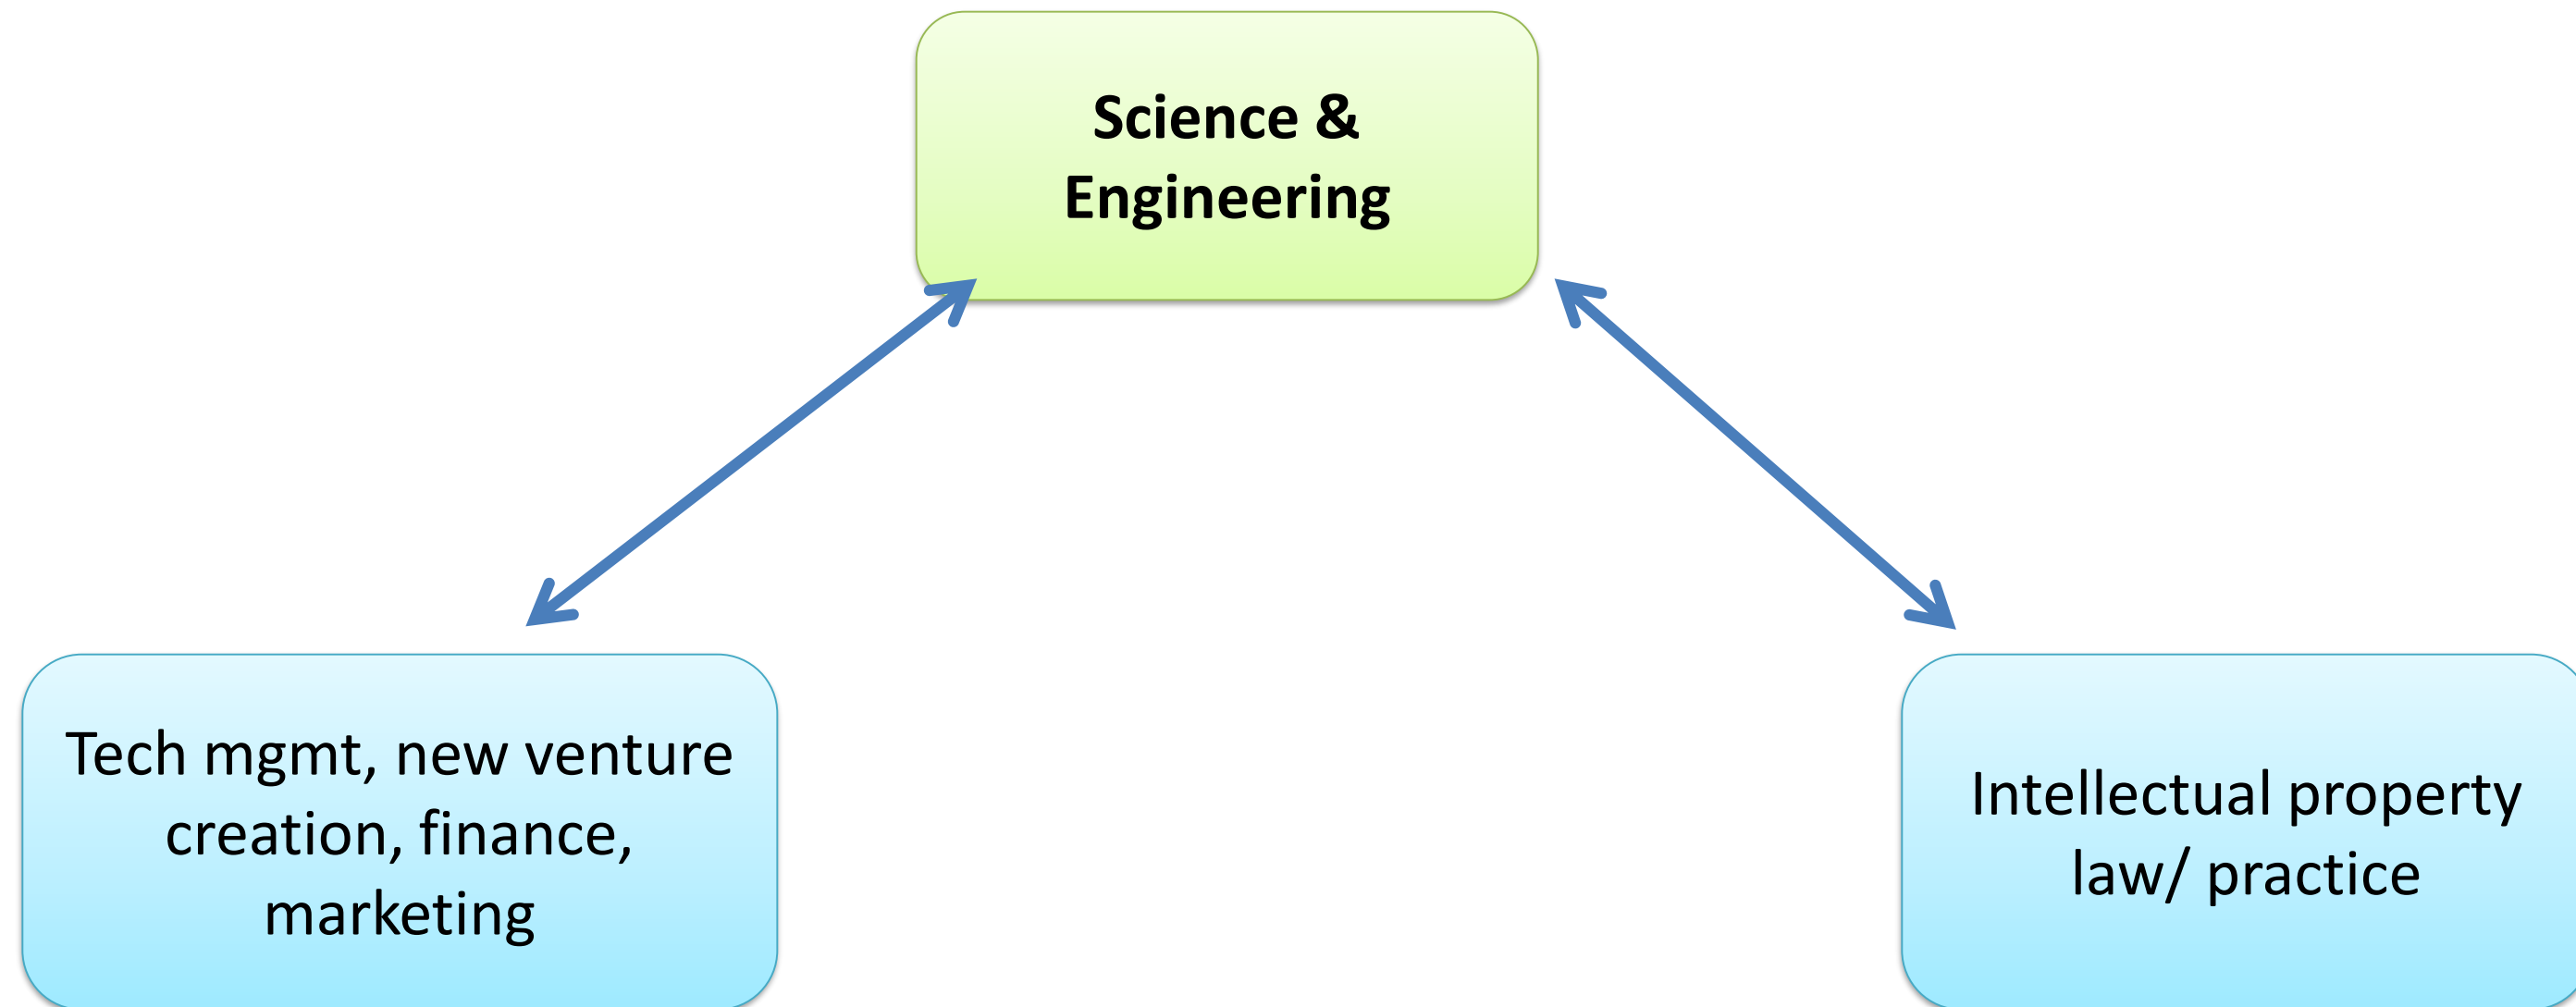 Science &
Engineering
Tech mgmt, new venture
creation, finance,
marketing
Intellectual property
law/ practice